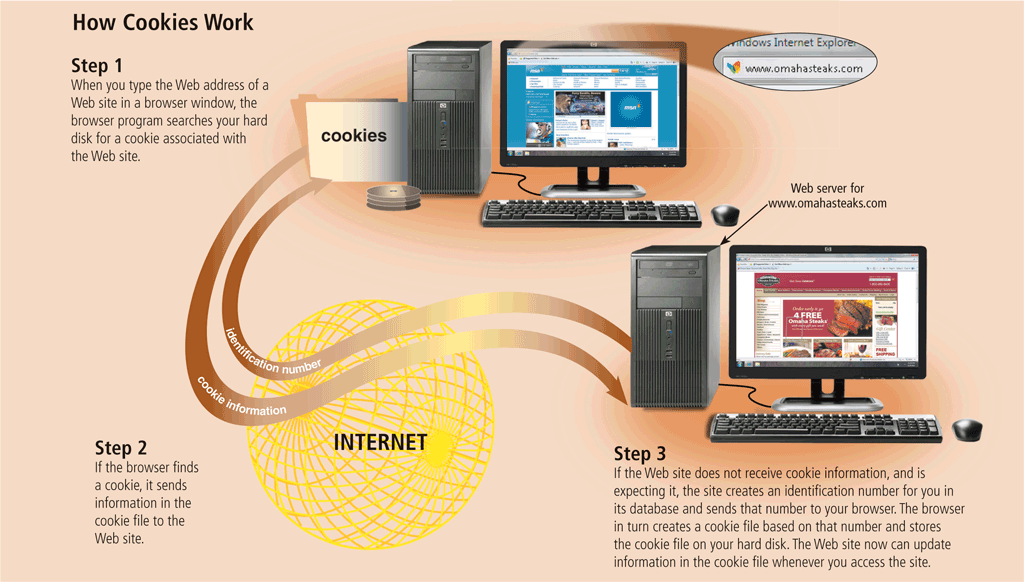 How Cookies Work
Step 1
When you type the Web address of a
Web site in a browser window, the
browser program searches your hard
disk for a cookie associated with
the Web site.
cookies
Windows Internet Explorer
www.omahasteaks.com
Web server for
www.omahasteaks.com
identification number
cookie information
INTERNET
Step 2
If the browser finds
a cookie, it sends
information in the
cookie file to the
Web site.
msn
4 FREE
Omaha Steaks
FREE
SHIPPING
Step 3
If the Web site does not receive cookie information, and is
expecting it, the site creates an identification number for you in
its database and sends that number to your browser. The browser
in turn creates a cookie file based on that number and stores
the cookie file on your hard disk. The Web site now can update
information in the cookie file whenever you access the site.